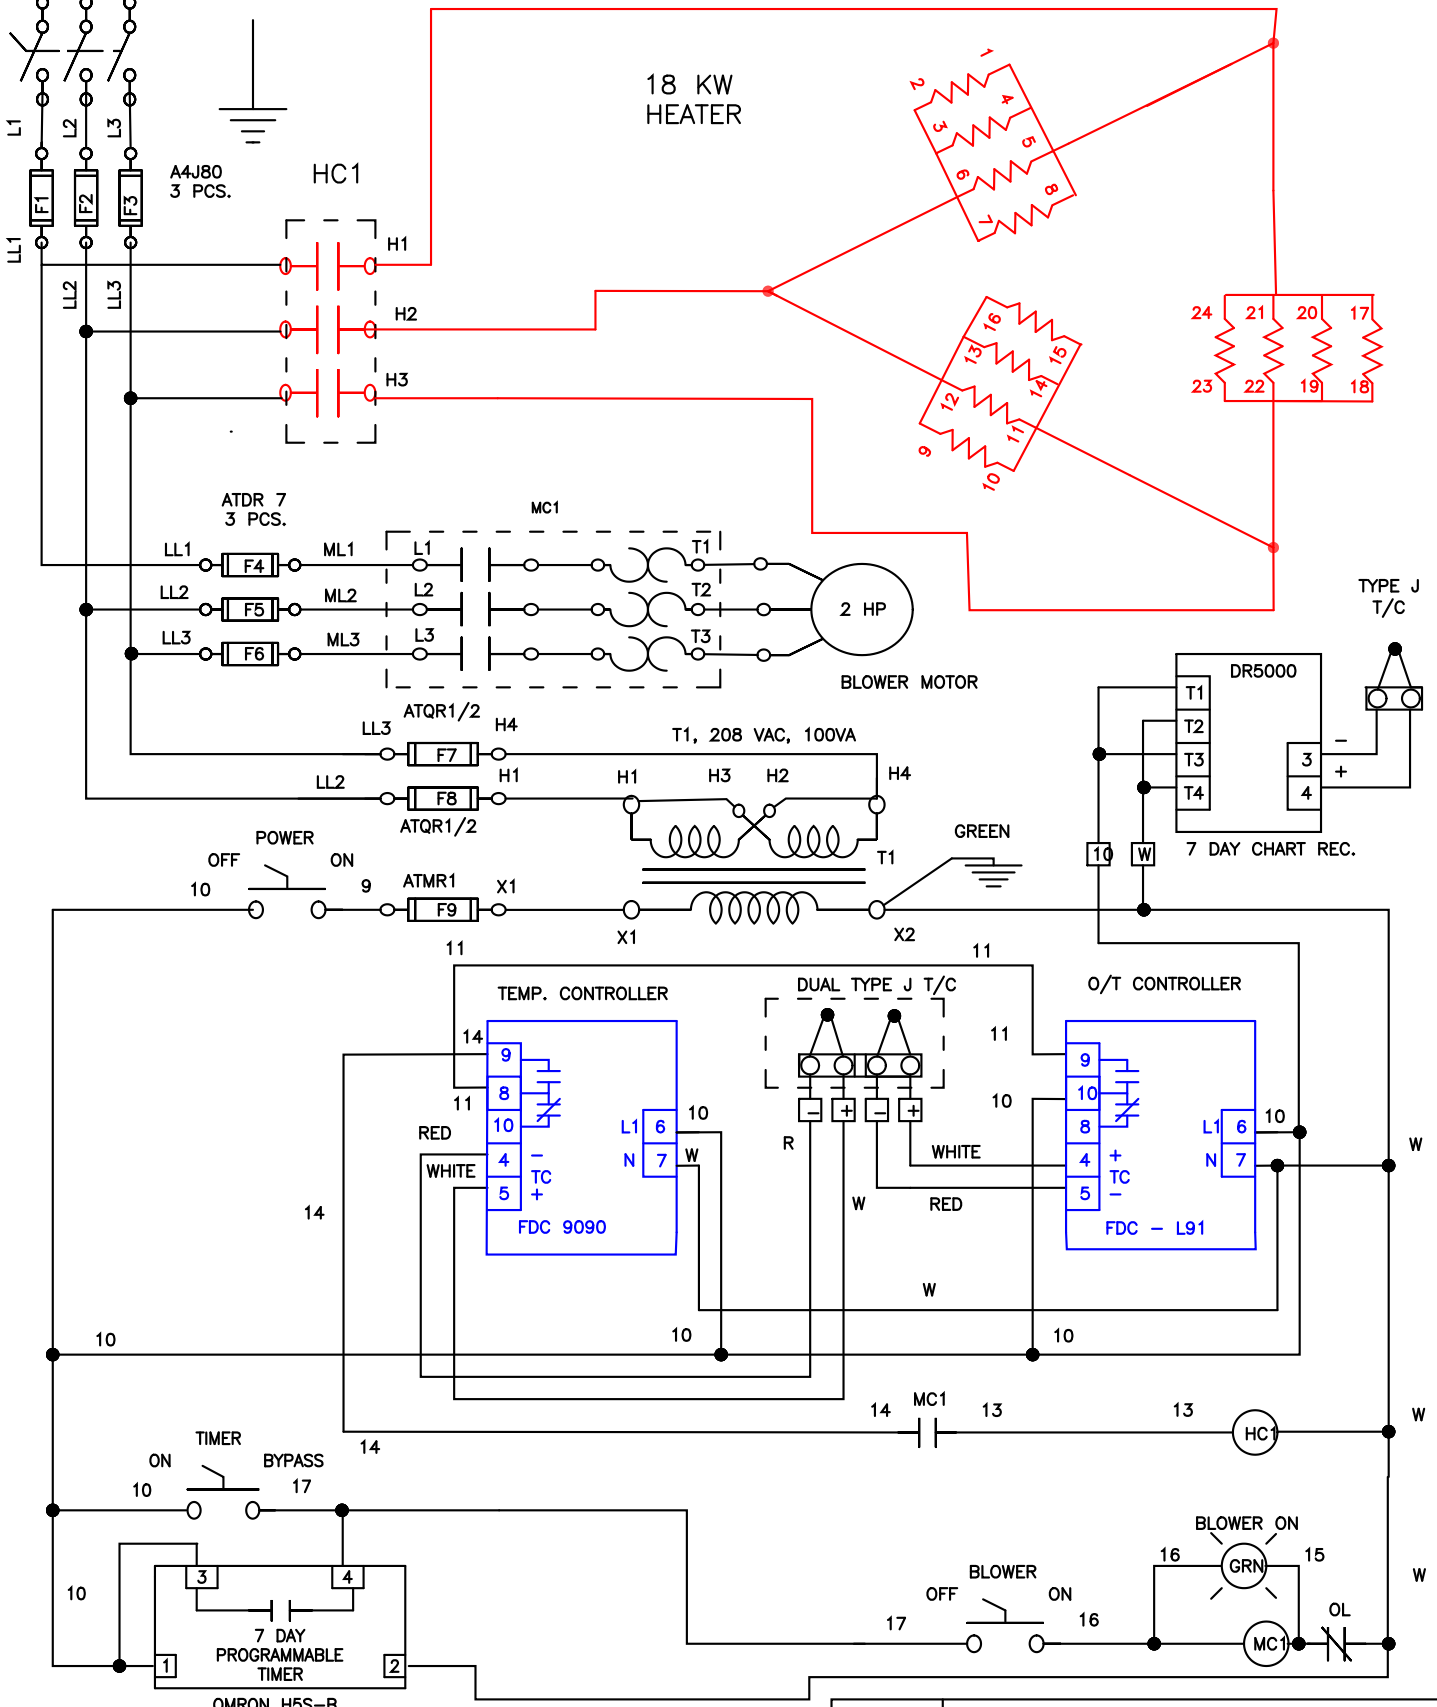 18 KW
HEATER
1
2
3
4
5
6
7
8
L1
L2
L3
A4J80
3 PCS.
F1
F2
F3
HC1
LL1
LL2
LL3
H1
H2
H3
16
15
13
14
12
11
9
10
24
21
20
17
23
22
19
18
ATDR 7
3 PCS.
MC1
LL1
F4
ML1
L1
T1
LL2
F5
ML2
L2
T2
LL3
F6
ML3
L3
T3
2 HP
BLOWER MOTOR
TYPE J
T/C
DR5000
T1
T2
T3
T4
3
4
−
+
10
W
7 DAY CHART REC.
ATQR1/2
LL3
F7
H4
T1, 208 VAC, 100VA
LL2
F8
H1
H1
H3
H2
H4
ATQR1/2
T1
GREEN
POWER
OFF
ON
10
9
ATMR1
F9
X1
X1
X2
11
11
TEMP. CONTROLLER
DUAL TYPE J T/C
O/T CONTROLLER
14
9
8
11
10
RED
4
−
WHITE
TC
5
+
L1
6
10
N
7
W
FDC 9090
−
+
−
+
R
W
WHITE
RED
11
9
10
10
8
4
+
TC
5
−
L1
6
10
N
7
FDC − L91
W
14
W
10
10
10
14
14
MC1
13
13
HC1
W
TIMER
ON
BYPASS
10
17
10
3
4
7 DAY
PROGRAMMABLE
TIMER
1
2
OMRON H5S−B
BLOWER
OFF
ON
17
16
BLOWER ON
16
GRN
15
MC1
OL
W